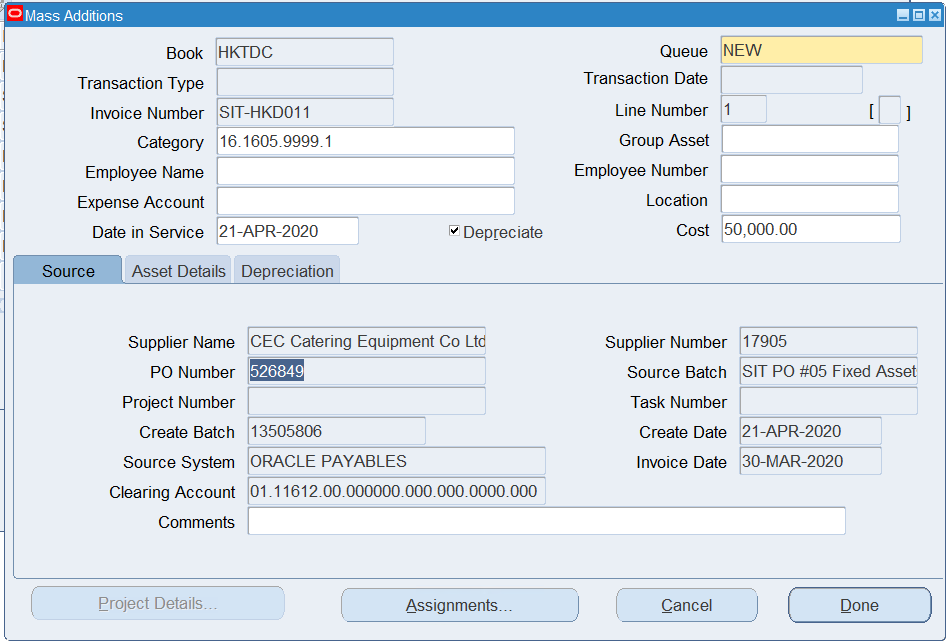 Mass Additions
Book HKTDC Queue NEW
Transaction Type Transaction Date
Invoice Number SIT-HKD011 Line Number 1 [ ]
Category 16.1605.9999.1 Group Asset
Employee Name Employee Number
Expense Account Location
Date in Service 21-APR-2020 Depreciate Cost 50,000.00
Source Asset Details Depreciation
Supplier Name CEC Catering Equipment Co Ltd Supplier Number 17905
PO Number 526849 Source Batch SIT PO #05 Fixed Asset
Project Number Task Number
Create Batch 13505806 Create Date 21-APR-2020
Source System ORACLE PAYABLES Invoice Date 30-MAR-2020
Clearing Account 01.11612.00.000000.000.000.0000.000
Comments
Project Details... Assignments... Cancel Done